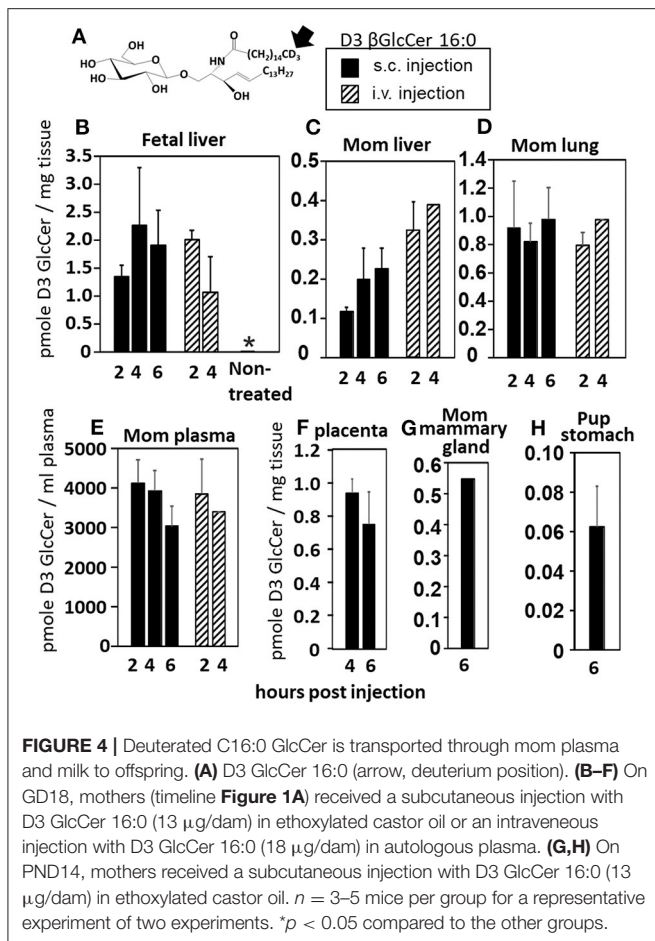 A
D3 βGlcCer 16:0
s.c. injection
i.v. injection
OH
HO
HO
OH
O
O
O
N
H
(CH2)14CD3
C13H27
OH
B
Fetal liver
pmole D3 GlcCer / mg tissue
3.5
3.0
2.5
2.0
1.5
1.0
0.5
0
*
2 4 6 2 4 Non-
treated
C
Mom liver
0.5
0.4
0.3
0.2
0.1
0
2 4 6 2 4
D
Mom lung
1.4
1.2
1.0
0.8
0.6
0.4
0.2
0
2 4 6 2 4
E
Mom plasma
pmole D3 GlcCer / ml plasma
5000
4000
3000
2000
1000
0
2 4 6 2 4
F
placenta
pmole D3 GlcCer / mg tissue
1.2
1.0
0.8
0.6
0.4
0.2
0
4 6
G
Mom
mammary
gland
0.6
0.5
0.4
0.3
0.2
0.1
0
6
H
Pup
stomach
0.10
0.08
0.06
0.04
0.02
0
6
hours post injection
FIGURE 4 | Deuterated C16:0 GlcCer is transported through mom plasma
and milk to offspring. (A) D3 GlcCer 16:0 (arrow, deuterium position). (B–F) On
GD18, mothers (timeline Figure 1A) received a subcutaneous injection with
D3 GlcCer 16:0 (13 μg/dam) in ethoxylated castor oil or an intraveneous
injection with D3 GlcCer 16:0 (18 μg/dam) in autologous plasma. (G,H) On
PND14, mothers received a subcutaneous injection with D3 GlcCer 16:0 (13
μg/dam) in ethoxylated castor oil. n = 3–5 mice per group for a representative
experiment of two experiments. *p < 0.05 compared to the other groups.